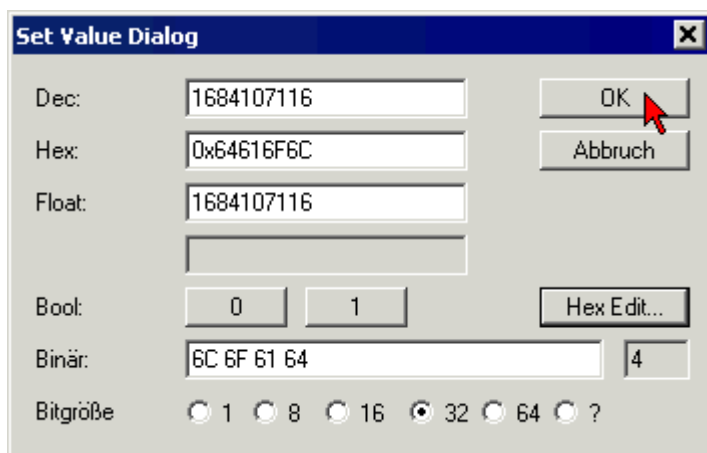 Set Value Dialog
Dec: 1684107116 OK
Hex: 0x64616F6C Abbruch
Float: 1684107116
Bool: 0 1 Hex Edit...
Binär: 6C 6F 61 64 4
Bitgröße 1 8 16 32 64 ?